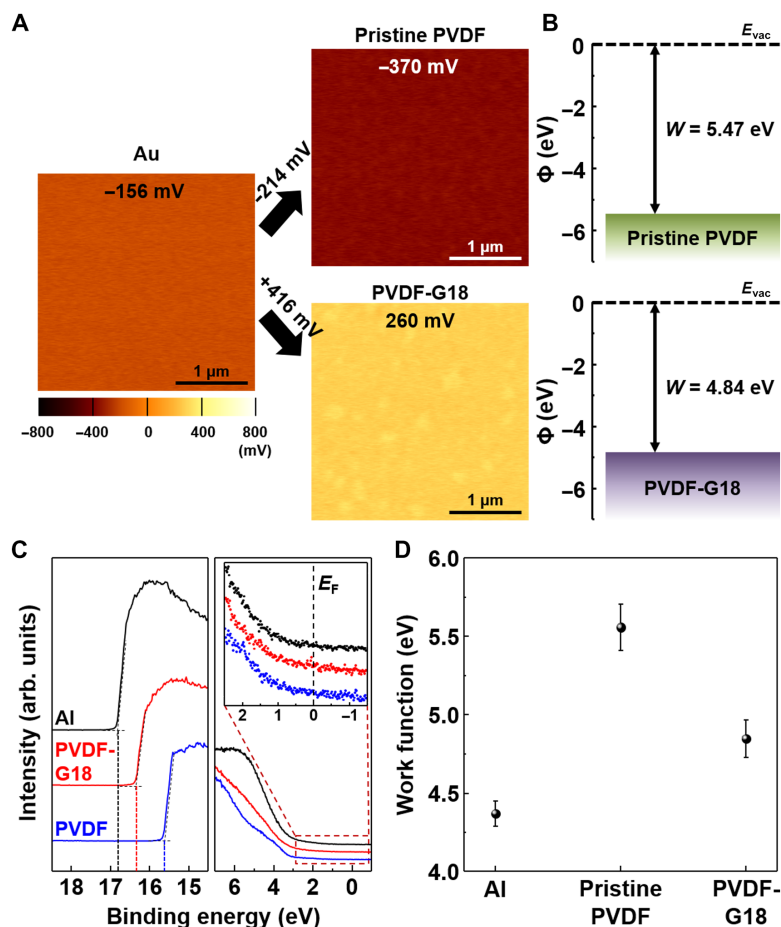 A
Pristine PVDF
−370 mV
1 μm
Au
−156 mV
1 μm
−214 mV
+416 mV
PVDF-G18
260 mV
1 μm
−800
−400
0
400
800
(mV)
B
Evac
0
−2
−4
−6
Φ (eV)
W = 5.47 eV
Pristine PVDF
Evac
0
−2
−4
−6
Φ (eV)
W = 4.84 eV
PVDF-G18
C
Intensity (arb. units)
Al
PVDF-
G18
PVDF
EF
2
1
0
−1
18
17
16
15
6
4
2
0
Binding energy (eV)
D
Work function (eV)
6.0
5.5
5.0
4.5
4.0
Al
Pristine
PVDF
PVDF-
G18